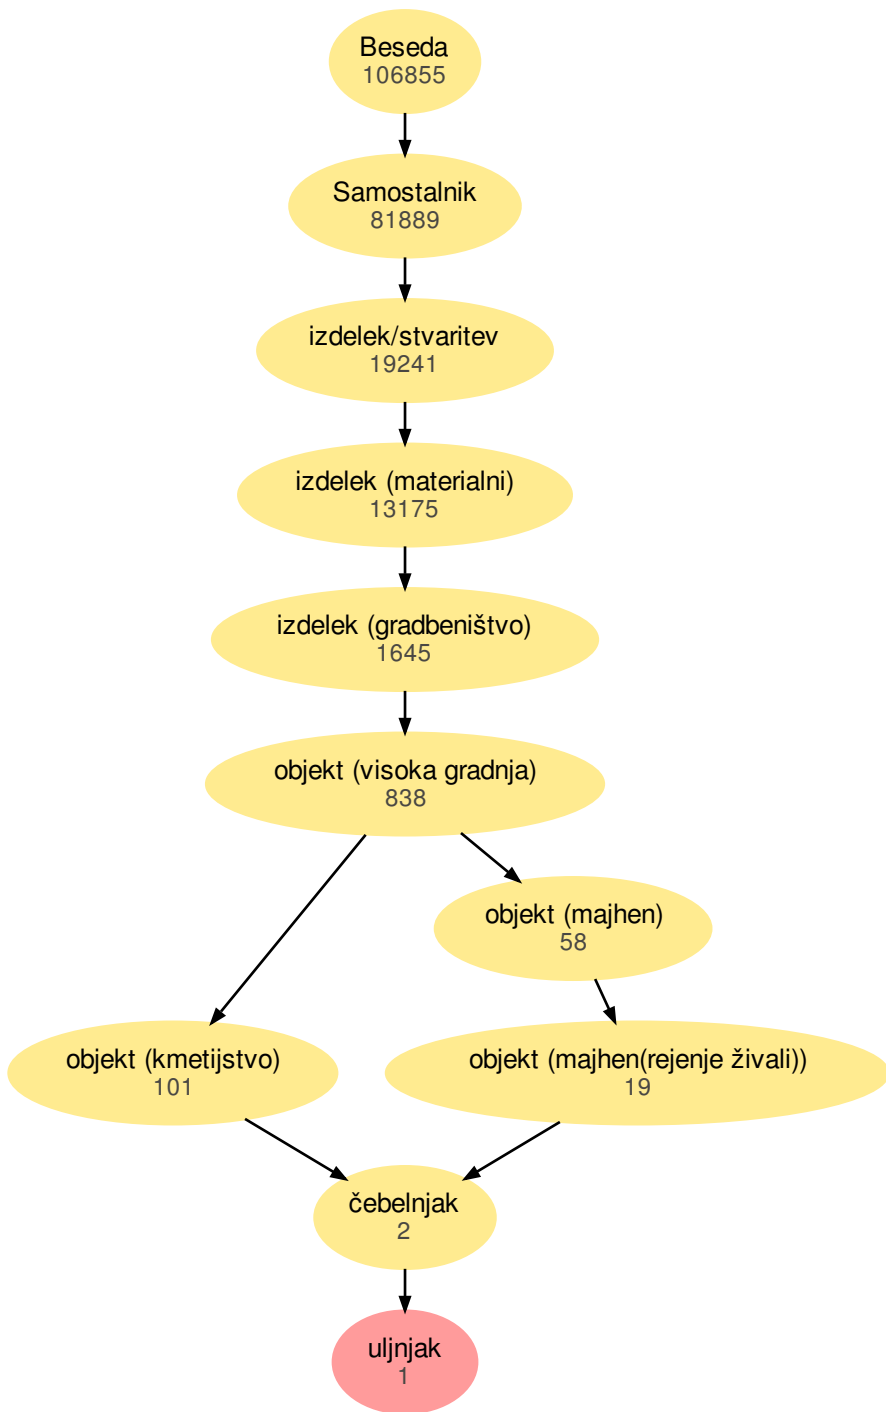 Beseda
106855
Samostalnik
81889
izdelek/stvaritev
19241
izdelek (materialni)
13175
izdelek (gradbeništvo)
1645
objekt (visoka gradnja)
838
objekt (majhen)
58
objekt (kmetijstvo)
101
objekt (majhen(rejenje živali))
19
čebelnjak
2
uljnjak
1